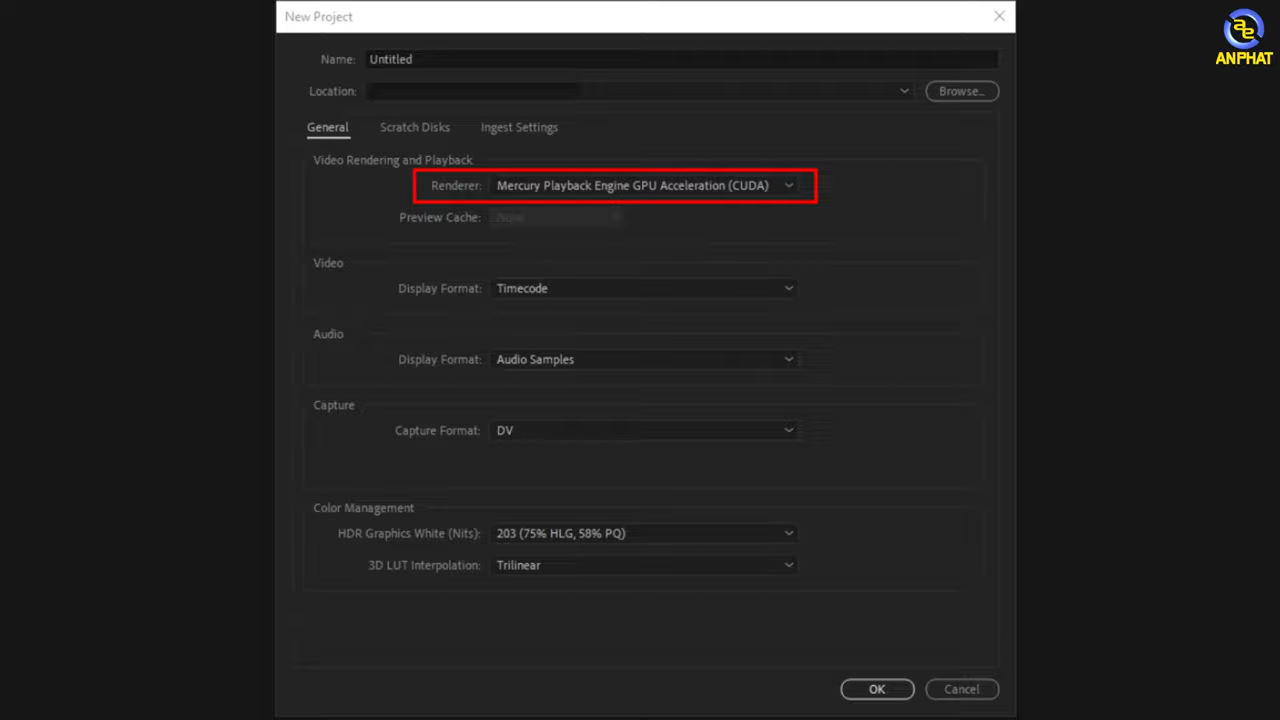 New Project
ANPHAT
Name: Untitled
Location:
Browse...
General Scratch Disks Ingest Settings
Video Rendering and Playback
Renderer: Mercury Playback Engine GPU Acceleration (CUDA)
Preview Cache: None
Video
Display Format: Timecode
Audio
Display Format: Audio Samples
Capture
Capture Format: DV
Color Management
HDR Graphics White (Nits): 203 (75% HLG, 58% PQ)
3D LUT Interpolation: Trilinear
OK Cancel